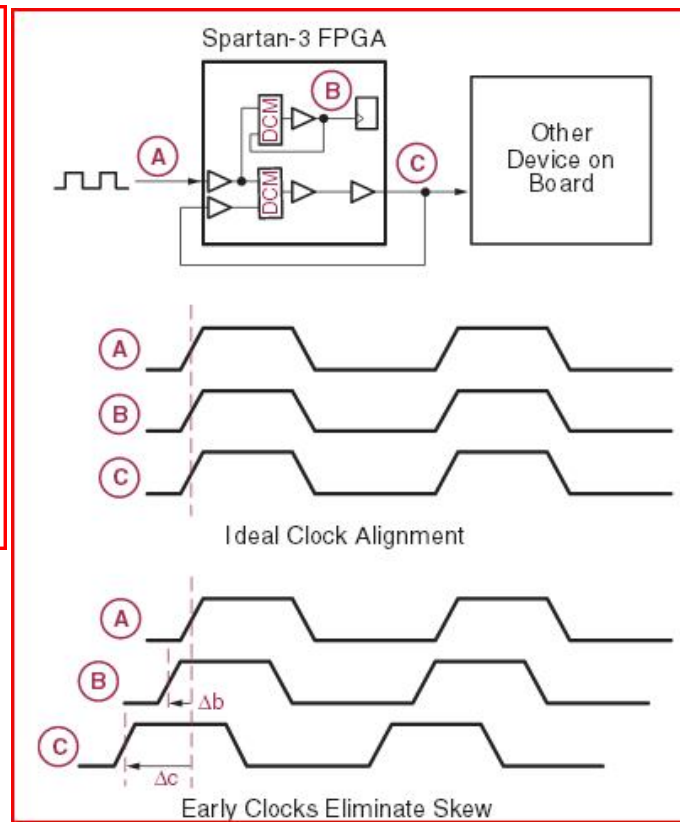 Spartan-3 FPGA
B
DCM
A
C
DCM
Other
Device on
Board
A
B
C
Ideal Clock Alignment
A
B
Δb
C
Δc
Early Clocks Eliminate Skew